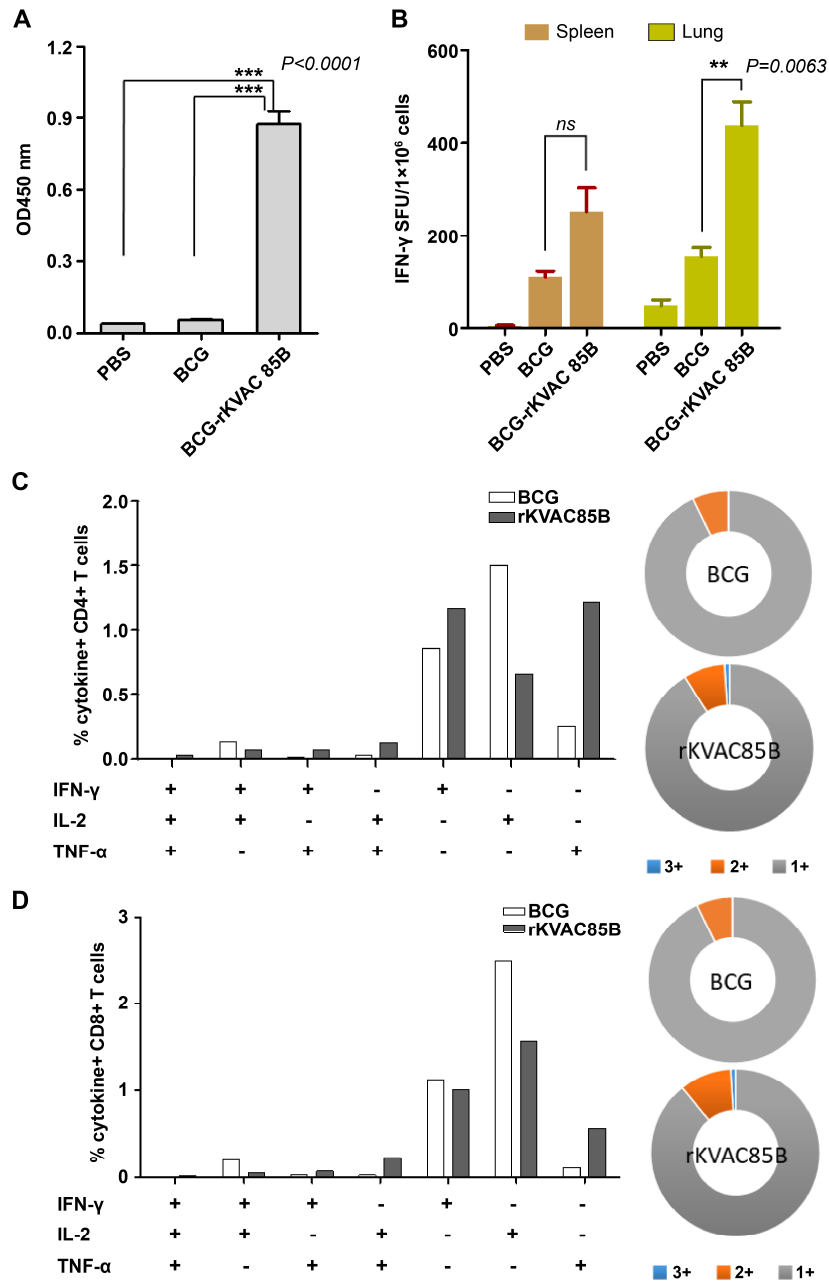 A
1.2
0.9
0.6
0.3
0.0
OD450 nm
***
***
P<0.0001
PBS
BCG
BCG-rKVAC 85B
B
Spleen
Lung
600
400
200
0
IFN-γ SFU/1×10⁶ cells
ns
**
P=0.0063
PBS
BCG
BCG-rKVAC 85B
PBS
BCG
BCG-rKVAC 85B
C
2.0
1.5
1.0
0.5
0.0
% cytokine+ CD4+ T cells
BCG
rKVAC85B
IFN-γ + + + - + - -
IL-2 + + - + - + -
TNF-α + - + + - - +
BCG
rKVAC85B
3+ 2+ 1+
D
3
2
1
0
% cytokine+ CD8+ T cells
BCG
rKVAC85B
IFN-γ + + + - + - -
IL-2 + + - + - + -
TNF-α + - + + - - +
BCG
rKVAC85B
3+ 2+ 1+